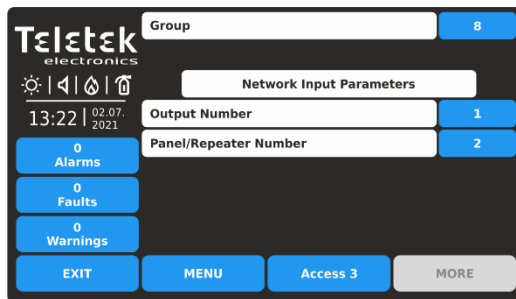 Teletek
electronics
13:22
02.07.
2021
0
Alarms
0
Faults
0
Warnings
EXIT
Group
8
Network Input Parameters
Output Number
1
Panel/Repeater Number
2
MENU
Access 3
MORE